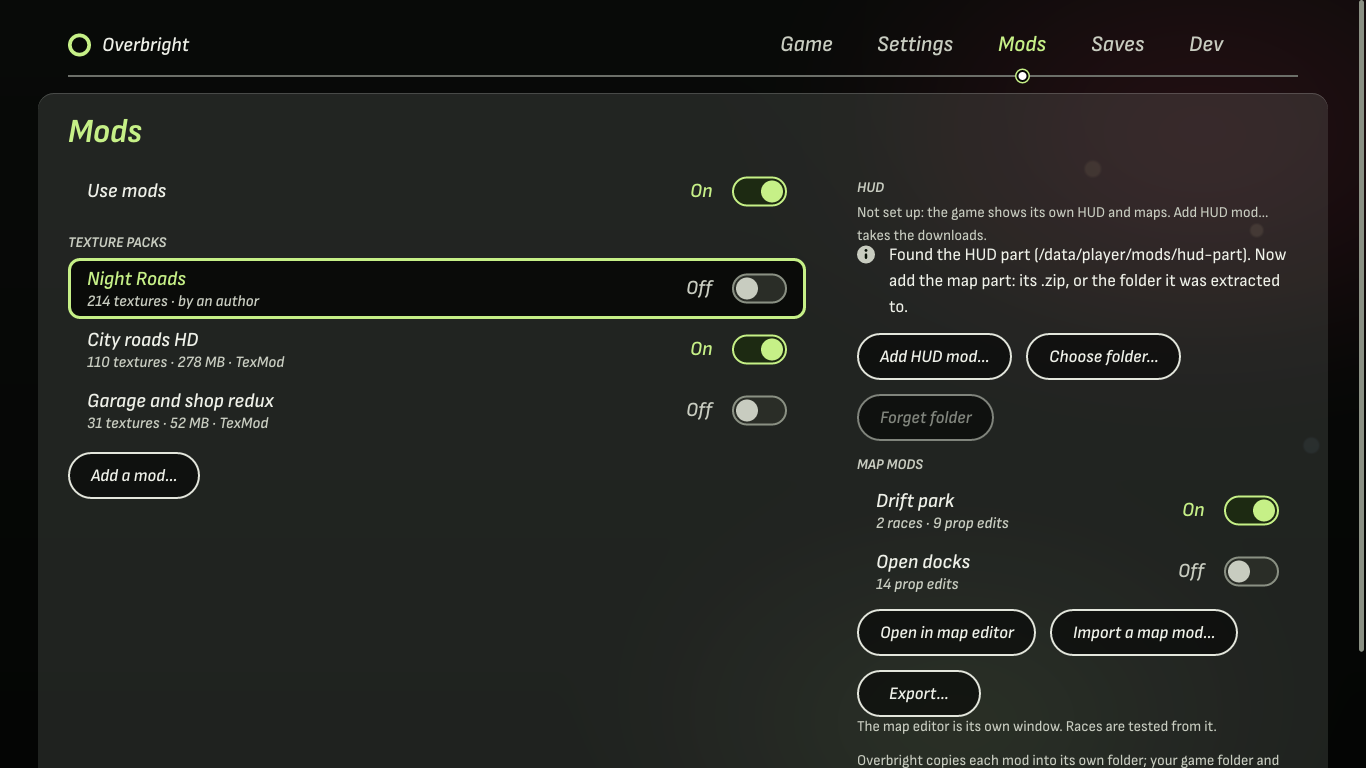 Overbright
Game
Settings
Mods
Saves
Dev
Mods
Use mods
On
TEXTURE PACKS
Night Roads
214 textures · by an author
Off
City roads HD
110 textures · 278 MB · TexMod
On
Garage and shop redux
31 textures · 52 MB · TexMod
Off
Add a mod...
HUD
Not set up: the game shows its own HUD and maps. Add HUD mod...
takes the downloads.
Found the HUD part (/data/player/mods/hud-part). Now
add the map part: its .zip, or the folder it was extracted
to.
Add HUD mod...
Choose folder...
Forget folder
MAP MODS
Drift park
2 races · 9 prop edits
On
Open docks
14 prop edits
Off
Open in map editor
Import a map mod...
Export...
The map editor is its own window. Races are tested from it.
Overbright copies each mod into its own folder; your game folder and